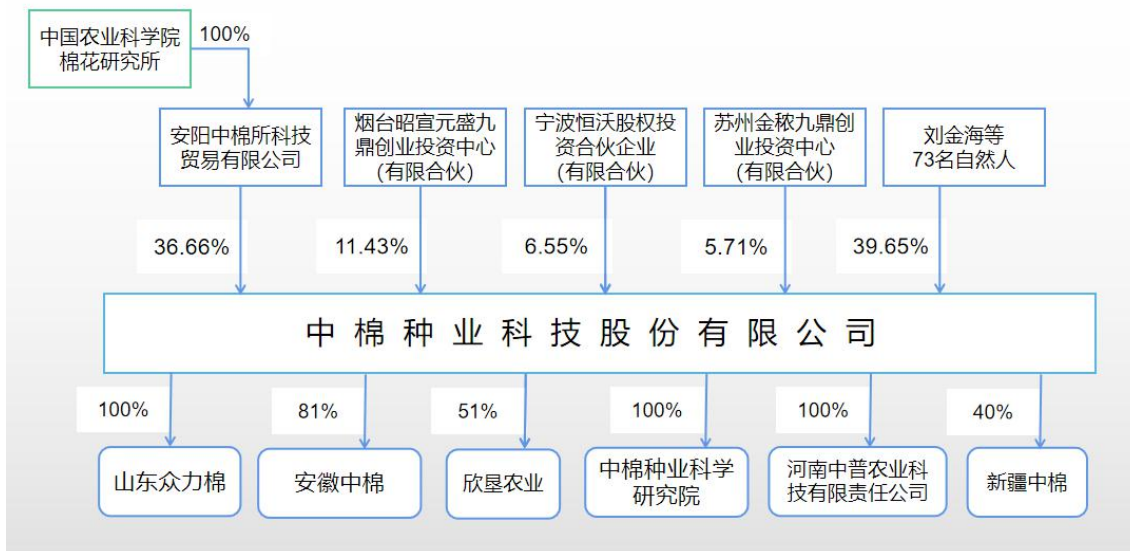 中国农业科学院
棉花研究所
100%
安阳中棉所科技
贸易有限公司
烟台昭宣元盛九
鼎创业投资中心
(有限合伙)
宁波恒沃股权投
资合伙企业
(有限合伙)
苏州金秾九鼎创
业投资中心
(有限合伙)
刘金海等
73名自然人
36.66%
11.43%
6.55%
5.71%
39.65%
中棉种业科技股份有限公司
100%
81%
51%
100%
100%
40%
山东众力棉
安徽中棉
欣垦农业
中棉种业科学
研究院
河南中普农业科
技有限责任公司
新疆中棉